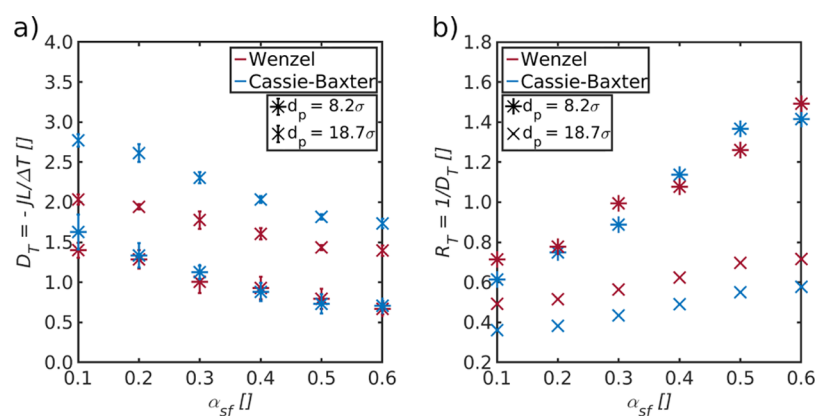 a)
4.0
3.5
3.0
2.5
2.0
1.5
1.0
0.5
0.0
D_T = - JL/ΔT []
Wenzel
Cassie-Baxter
d_p = 8.2σ
d_p = 18.7σ
0.1 0.2 0.3 0.4 0.5 0.6
α_sf []
b)
1.8
1.6
1.4
1.2
1.0
0.8
0.6
0.4
0.2
R_T = 1/D_T []
Wenzel
Cassie-Baxter
d_p = 8.2σ
d_p = 18.7σ
0.1 0.2 0.3 0.4 0.5 0.6
α_sf []